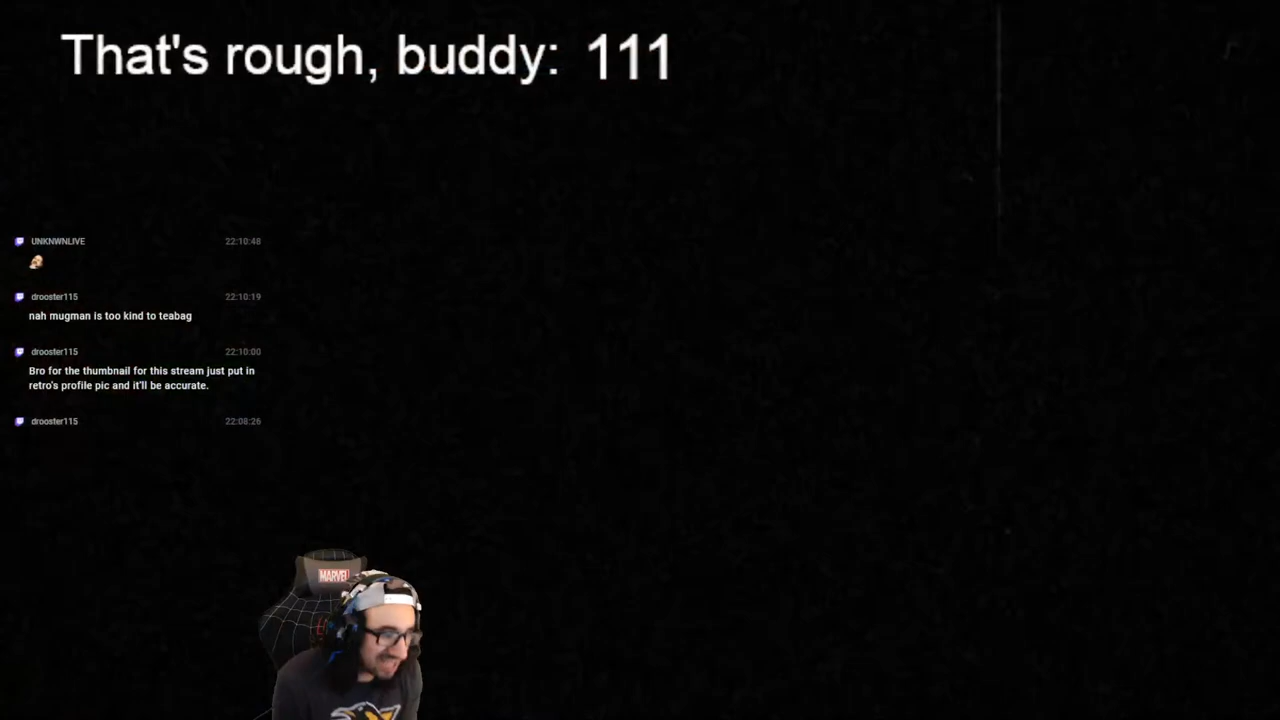 That's rough, buddy: 111
UNKNWNLIVE 22:10:48
drooster115 22:10:19
nah mugman is too kind to teabag
drooster115 22:10:00
Bro for the thumbnail for this stream just put in
retro's profile pic and it'll be accurate.
drooster115 22:08:26
MARVEL